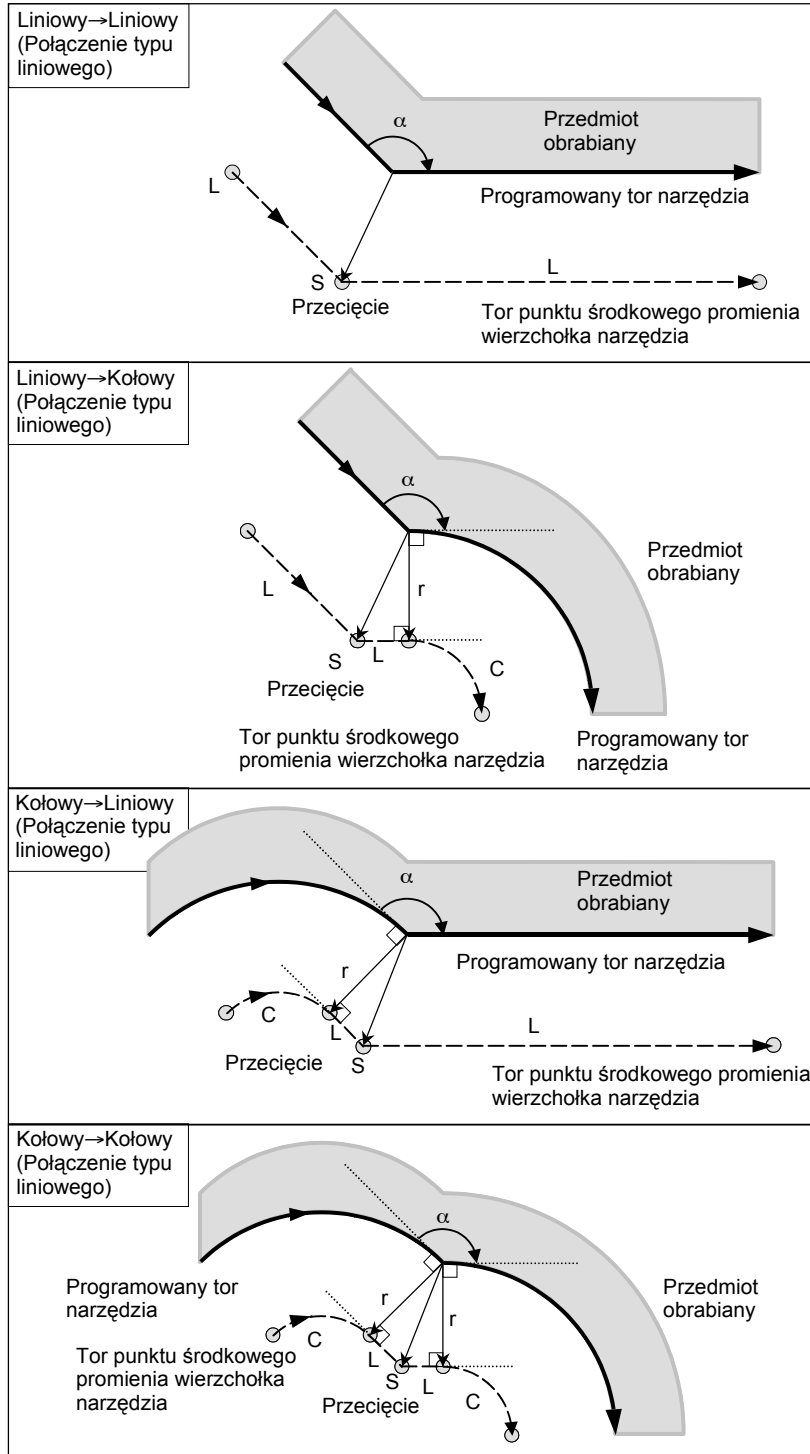 Liniowy→Liniowy
(Połączenie typu
liniowego)
α
Przedmiot
obrabiany
Programowany tor narzędzia
L
L
S
Przecięcie
Tor punktu środkowego promienia
wierzchołka narzędzia
Liniowy→Kołowy
(Połączenie typu
liniowego)
α
Przedmiot
obrabiany
L
r
S
L
C
Przecięcie
Tor punktu środkowego
promienia wierzchołka narzędzia
Programowany tor
narzędzia
Kołowy→Liniowy
(Połączenie typu
liniowego)
α
Przedmiot
obrabiany
Programowany tor narzędzia
r
C
L
L
Przecięcie
S
Tor punktu środkowego promienia
wierzchołka narzędzia
Kołowy→Kołowy
(Połączenie typu
liniowego)
α
Programowany tor
narzędzia
Przedmiot
obrabiany
r
r
C
Tor punktu środkowego
promienia wierzchołka
narzędzia
L
S
L
Przecięcie
C